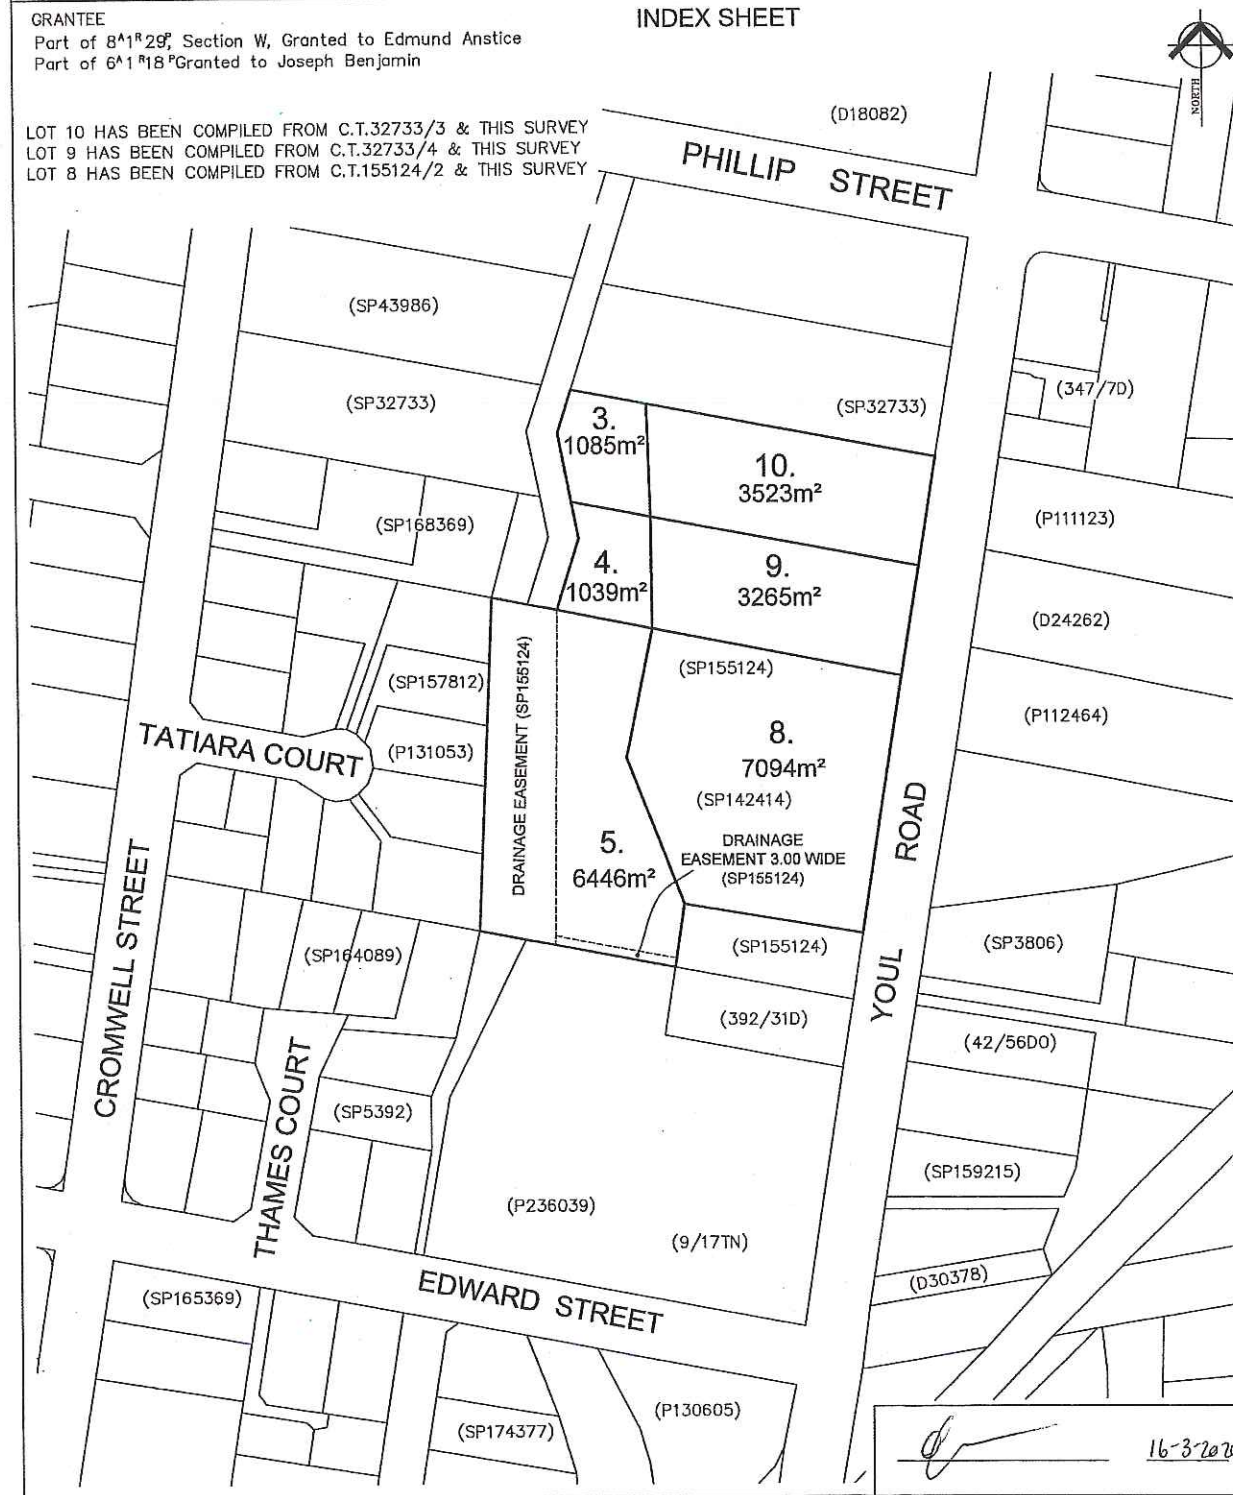 INDEX SHEET
GRANTEE
Part of 8ᴬ1ᴿ29ᴾ, Section W, Granted to Edmund Anstice
Part of 6ᴬ1ᴿ18ᴾ Granted to Joseph Benjamin
LOT 10 HAS BEEN COMPILED FROM C.T.32733/3 & THIS SURVEY
LOT 9 HAS BEEN COMPILED FROM C.T.32733/4 & THIS SURVEY
LOT 8 HAS BEEN COMPILED FROM C.T.155124/2 & THIS SURVEY
NORTH
(D18082)
PHILLIP STREET
(SP43986)
(SP32733)
(SP32733)
(347/7D)
3.
1085m²
10.
3523m²
(SP168369)
(P111123)
4.
1039m²
9.
3265m²
(D24262)
(SP157812)
DRAINAGE EASEMENT (SP155124)
(SP155124)
(P112464)
TATIARA COURT
(P131053)
8.
7094m²
(SP142414)
YOUL ROAD
5.
6446m²
DRAINAGE
EASEMENT 3.00 WIDE
(SP155124)
CROMWELL STREET
(SP164089)
(SP155124)
(SP3806)
(392/31D)
(42/56DO)
THAMES COURT
(SP5392)
(SP159215)
(P236039)
(9/17TN)
(D30378)
EDWARD STREET
(SP165369)
(P130605)
(SP174377)